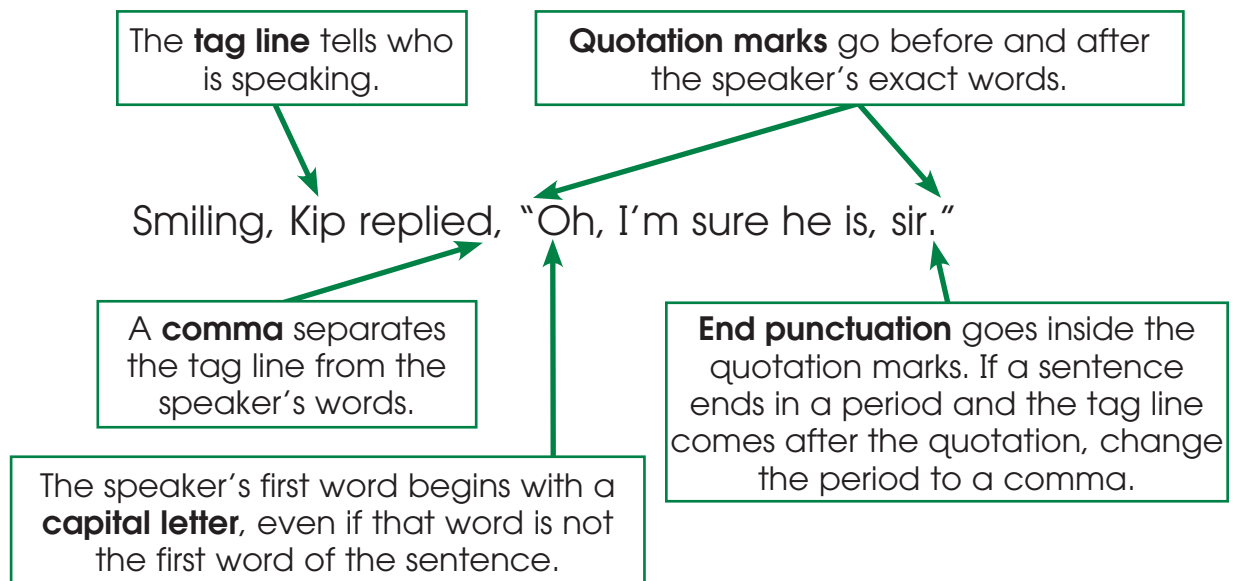 The tag line tells who
is speaking.
Quotation marks go before and after
the speaker's exact words.
Smiling, Kip replied, “Oh, I'm sure he is, sir.”
A comma separates
the tag line from the
speaker's words.
End punctuation goes inside the
quotation marks. If a sentence
ends in a period and the tag line
comes after the quotation, change
the period to a comma.
The speaker's first word begins with a
capital letter, even if that word is not
the first word of the sentence.